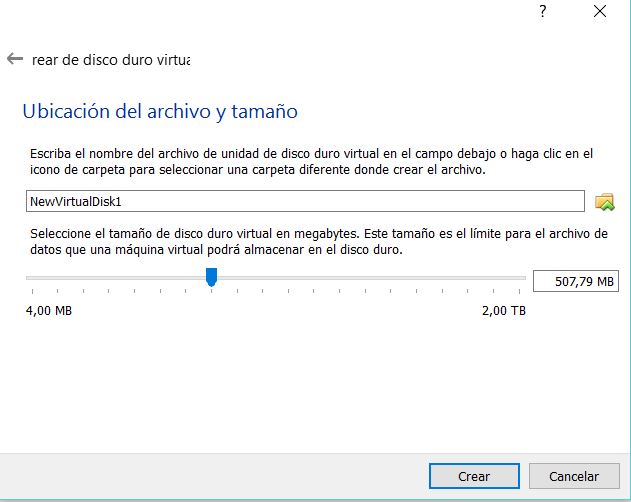 ?
rear de disco duro virtua
Ubicación del archivo y tamaño
Escriba el nombre del archivo de unidad de disco duro virtual en el campo debajo o haga clic en el
icono de carpeta para seleccionar una carpeta diferente donde crear el archivo.
NewVirtualDisk1
Seleccione el tamaño de disco duro virtual en megabytes. Este tamaño es el límite para el archivo de
datos que una máquina virtual podrá almacenar en el disco duro.
507,79 MB
4,00 MB 2,00 TB
Crear Cancelar